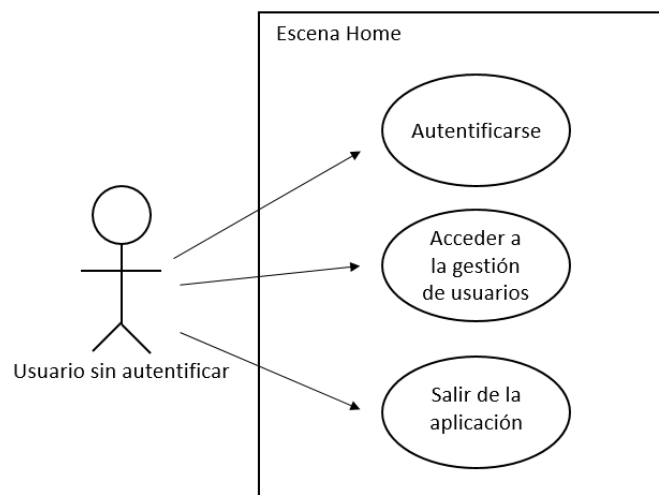 Escena Home
Autentificarse
Acceder a
la gestión
de usuarios
Usuario sin autentificar
Salir de la
aplicación